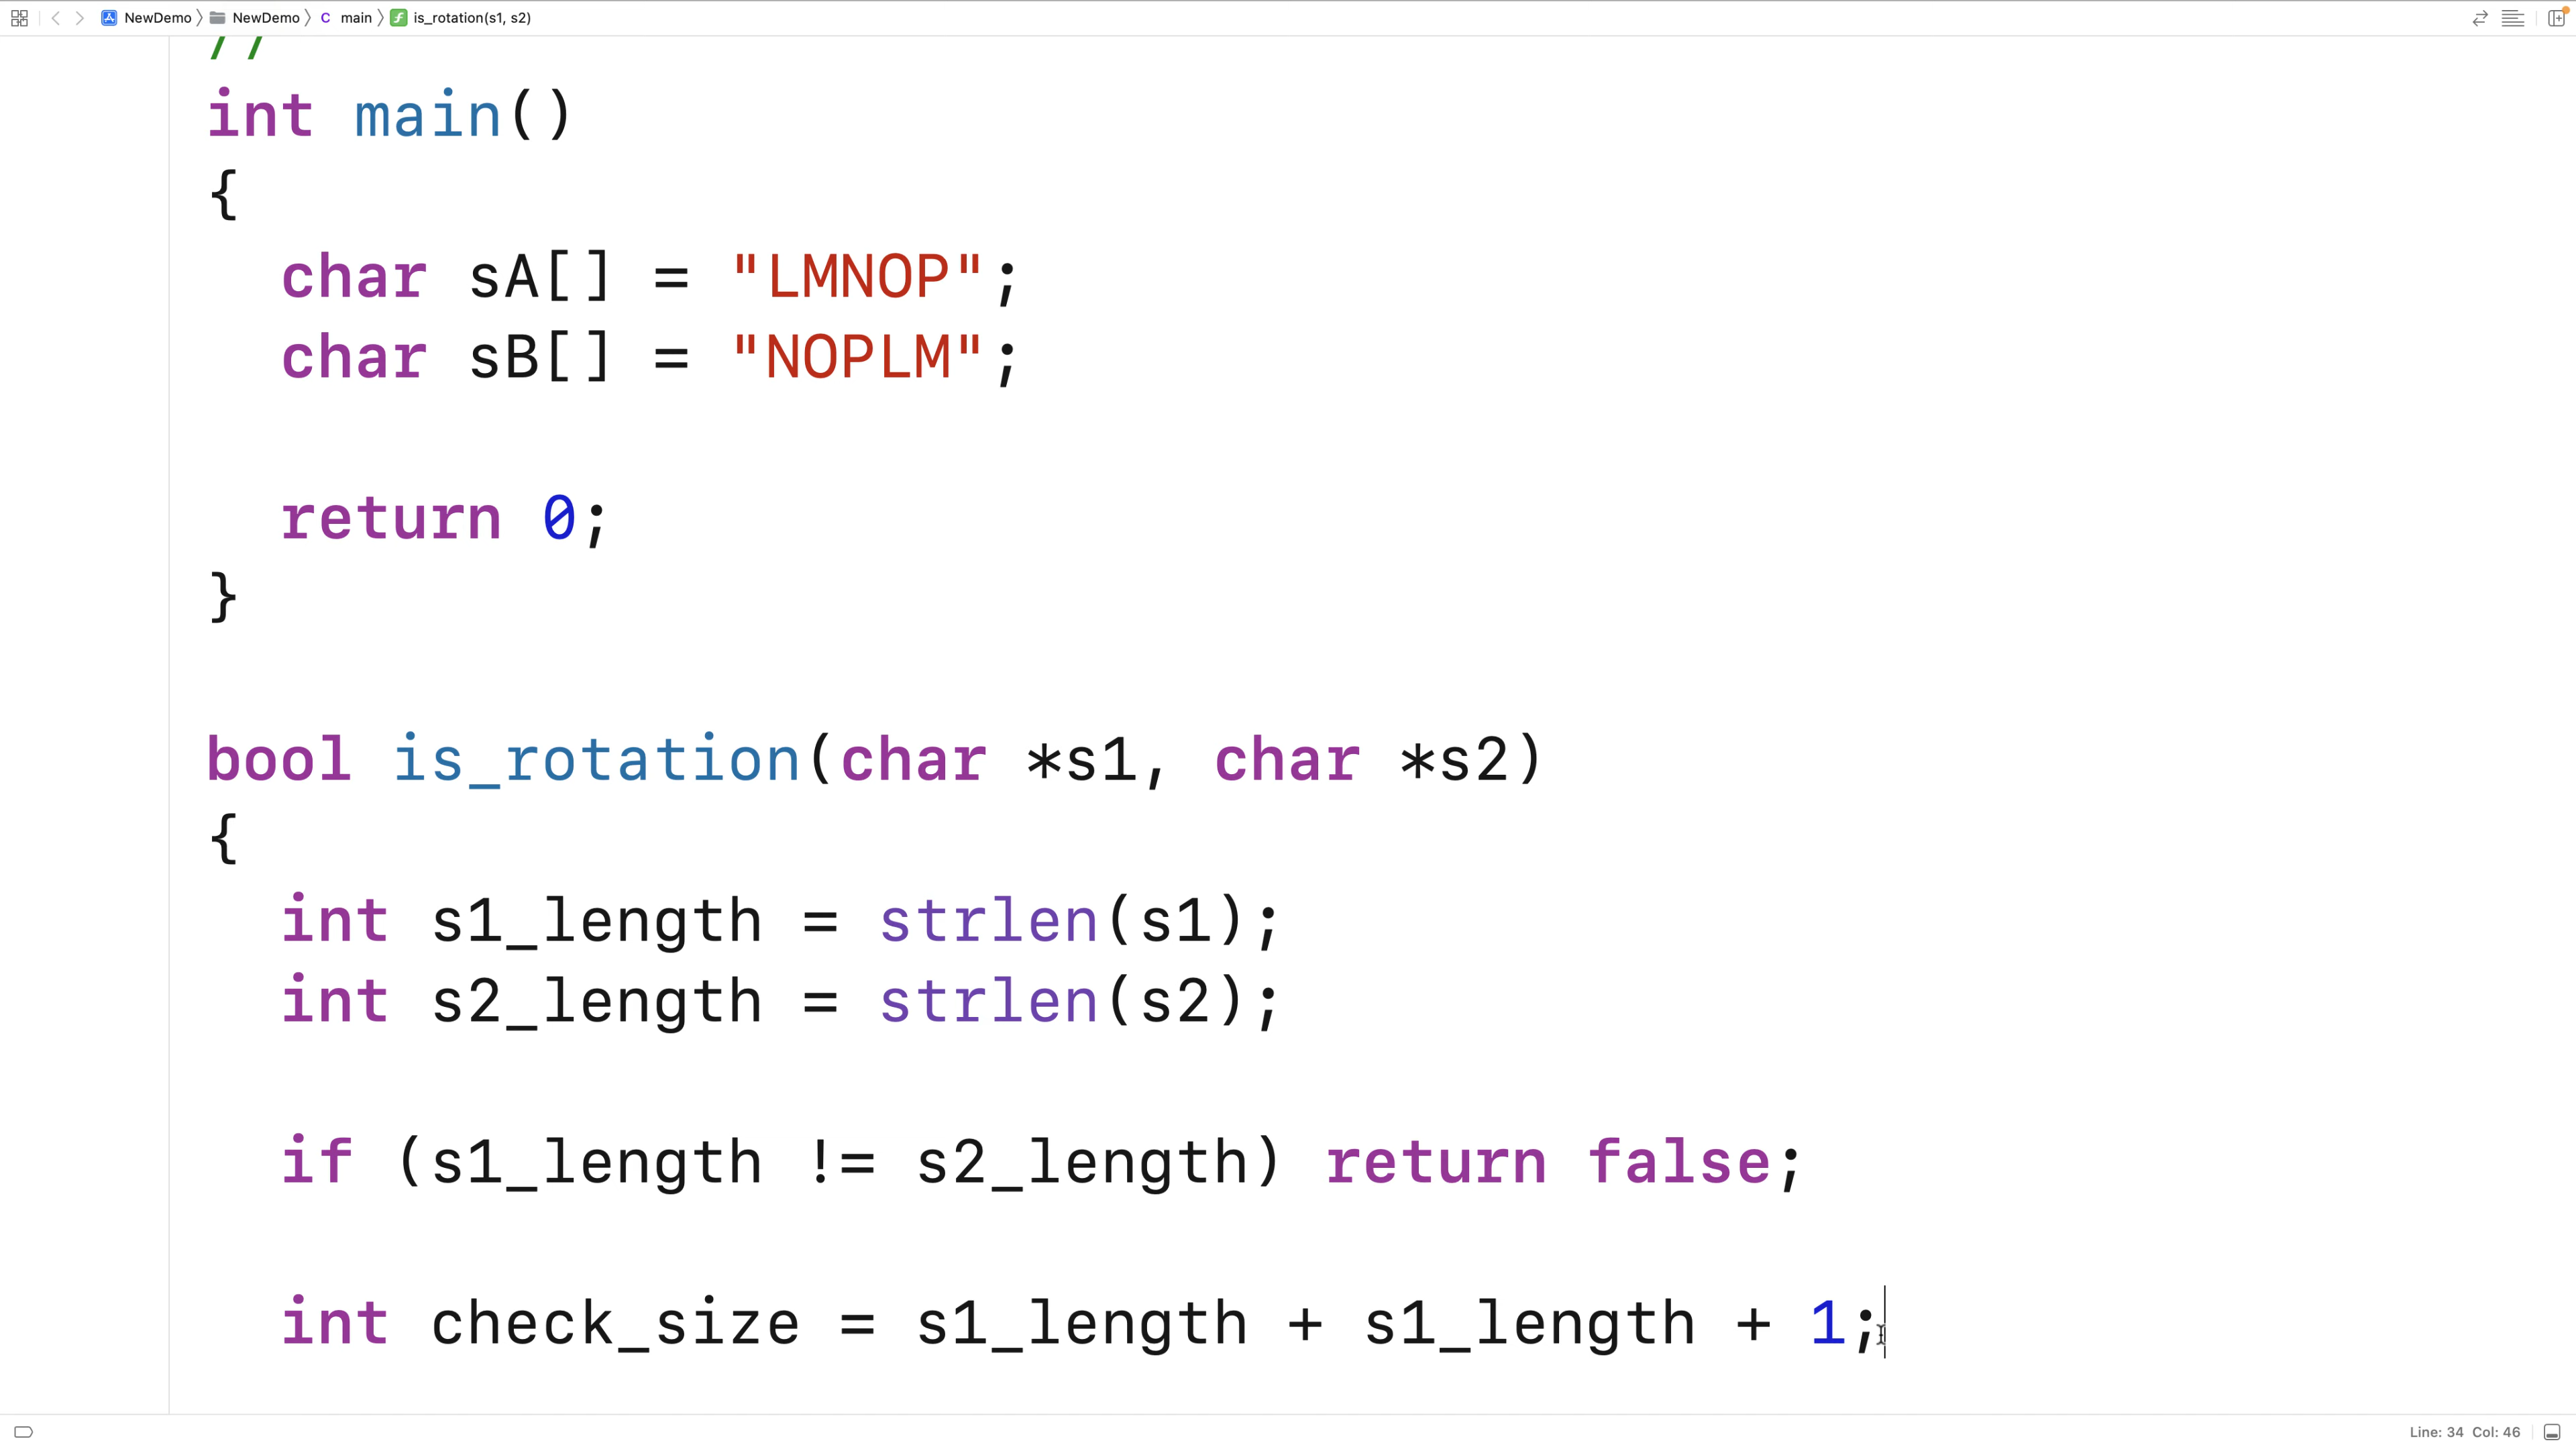 NewDemo NewDemo C main f is_rotation(s1, s2)
//
int main()
{
char sA[] = "LMNOP";
char sB[] = "NOPLM";
return 0;
}
bool is_rotation(char *s1, char *s2)
{
int s1_length = strlen(s1);
int s2_length = strlen(s2);
if (s1_length != s2_length) return false;
int check_size = s1_length + s1_length + 1;
Line: 34 Col: 46